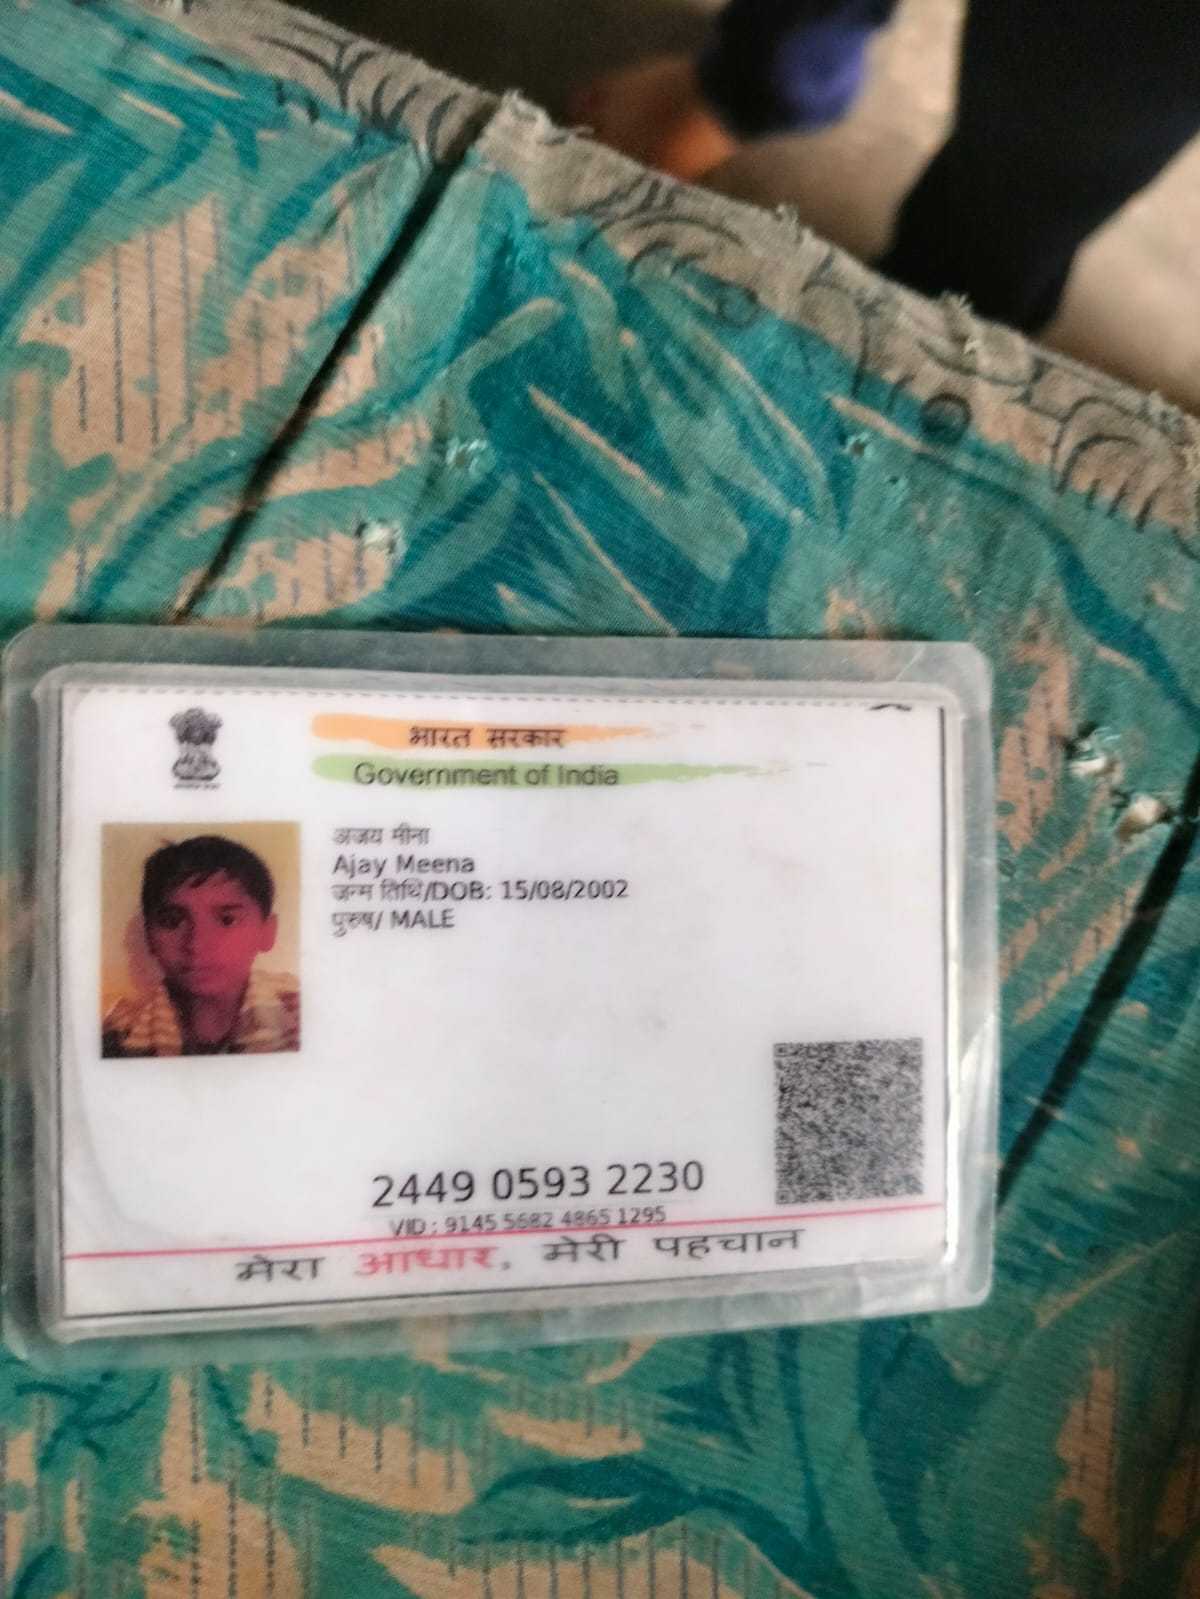 भारत सरकार
Government of India
अजय मीना
Ajay Meena
जन्म तिथि/DOB: 15/08/2002
पुरुष/ MALE
2449 0593 2230
VID : 9145 5682 4865 1295
मेरा आधार, मेरी पहचान